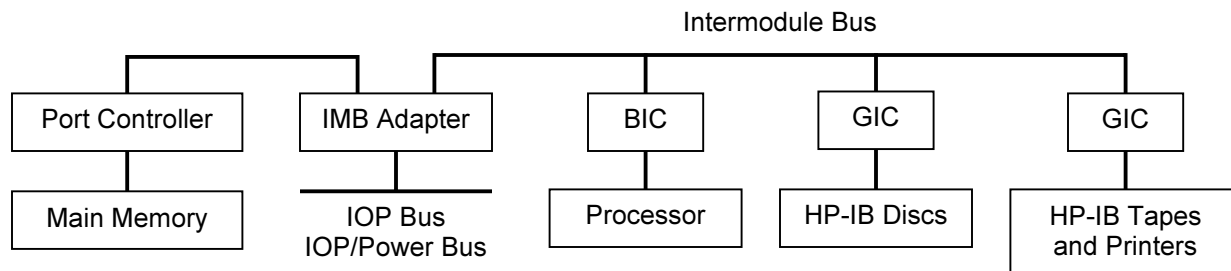 Intermodule Bus
Port Controller
IMB Adapter
BIC
GIC
GIC
Main Memory
IOP Bus
IOP/Power Bus
Processor
HP-IB Discs
HP-IB Tapes
and Printers